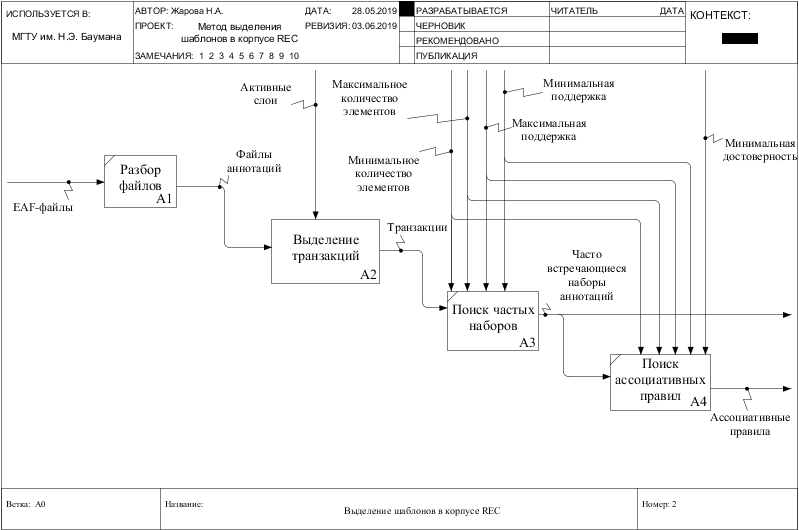 ИСПОЛЬЗУЕТСЯ В:
МГТУ им. Н.Э. Баумана
АВТОР: Жарова Н.А.
ДАТА: 28.05.2019
ПРОЕКТ: Метод выделения
шаблонов в корпусе REC
РЕВИЗИЯ: 03.06.2019
ЗАМЕЧАНИЯ: 1 2 3 4 5 6 7 8 9 10
РАЗРАБАТЫВАЕТСЯ
ЧЕРНОВИК
РЕКОМЕНДОВАНО
ПУБЛИКАЦИЯ
ЧИТАТЕЛЬ ДАТА
КОНТЕКСТ:
Активные
слои
Максимальное
количество
элементов
Минимальная
поддержка
Максимальная
поддержка
Минимальное
количество
элементов
Минимальная
достоверность
EAF-файлы
Разбор
файлов
A1
Файлы
аннотаций
Выделение
транзакций
A2
Транзакции
Поиск частых
наборов
A3
Часто
встречающиеся
наборы
аннотаций
Поиск
ассоциативных
правил
A4
Ассоциативные
правила
Ветка: A0
Название:
Выделение шаблонов в корпусе REC
Номер: 2